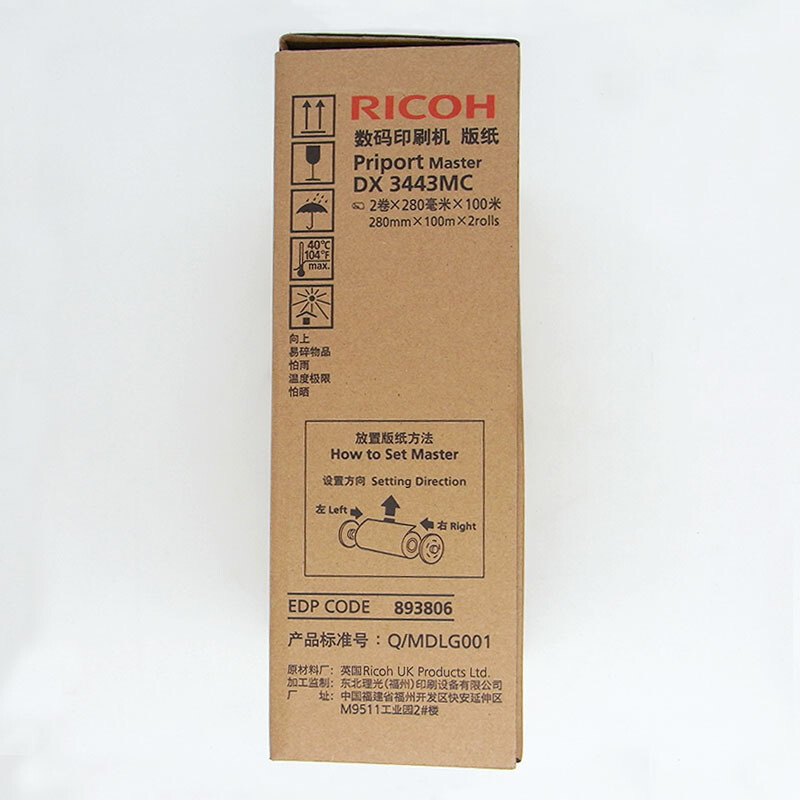 RICOH
数码印刷机 版纸
Priport Master
DX 3443MC
2卷×280毫米×100米
280mm×100m×2rolls
40℃
104°F
max.
向上
易碎物品
怕雨
温度极限
怕晒
放置版纸方法
How to Set Master
设置方向 Setting Direction
左 Left
右 Right
EDP CODE 893806
产品标准号：Q/MDLG001
原材料厂：英国Ricoh UK Products Ltd.
加工监制：东北理光(福州)印刷设备有限公司
厂 址：中国福建省福州开发区快安延伸区
M9511工业园2#楼